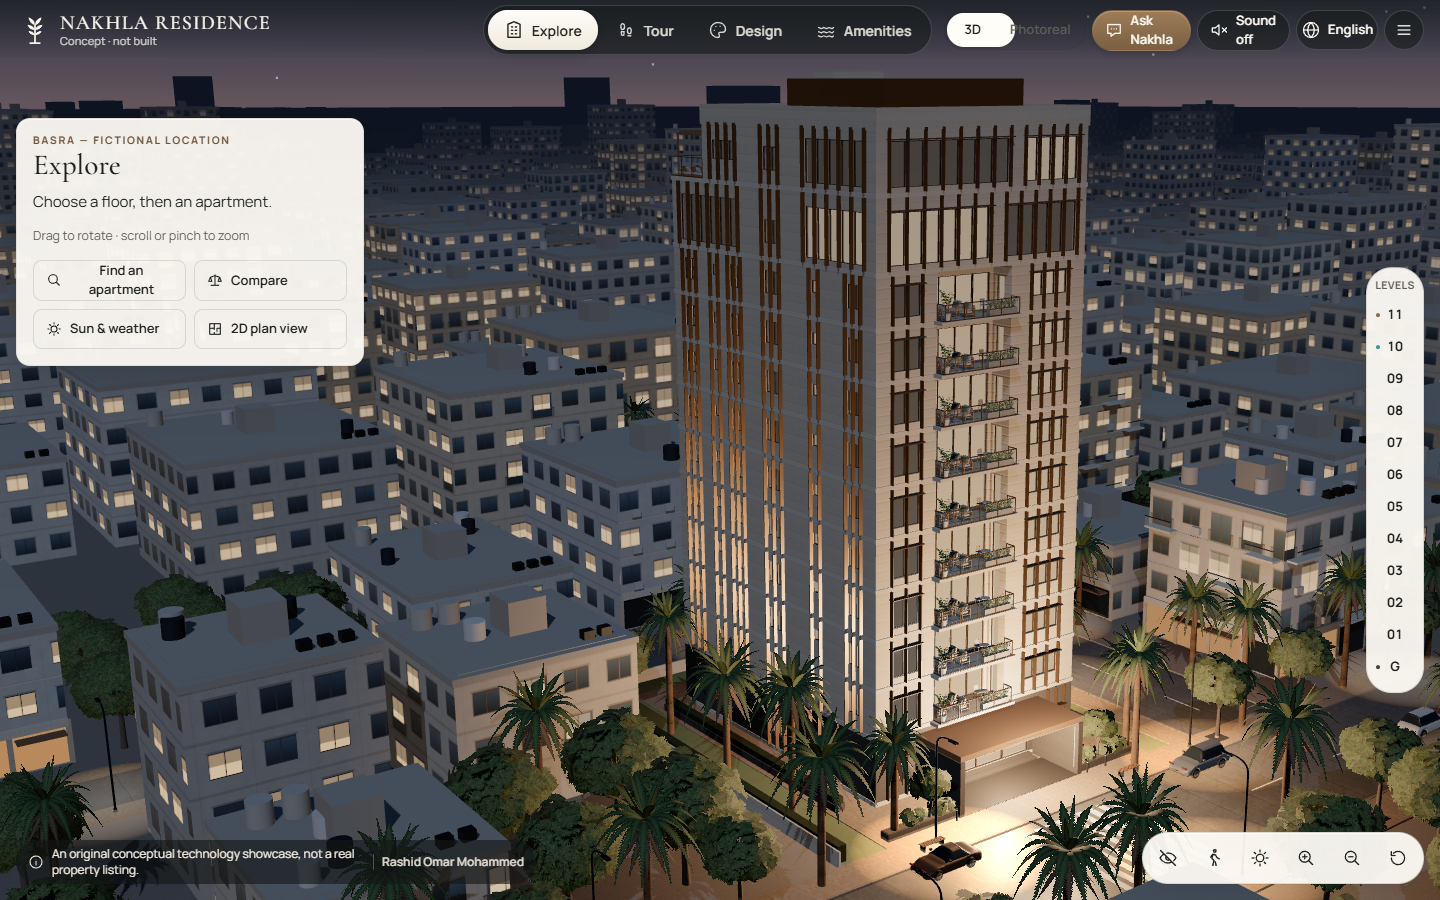 NAKHLA RESIDENCE
Concept · not built
Explore
Tour
Design
Amenities
3D
Photoreal
Ask
Nakhla
Sound
off
English
BASRA — FICTIONAL LOCATION
Explore
Choose a floor, then an apartment.
Drag to rotate · scroll or pinch to zoom
Find an
apartment
Compare
Sun & weather
2D plan view
LEVELS
11
10
09
08
07
06
05
04
03
02
01
G
An original conceptual technology showcase, not a real
property listing.
Rashid Omar Mohammed